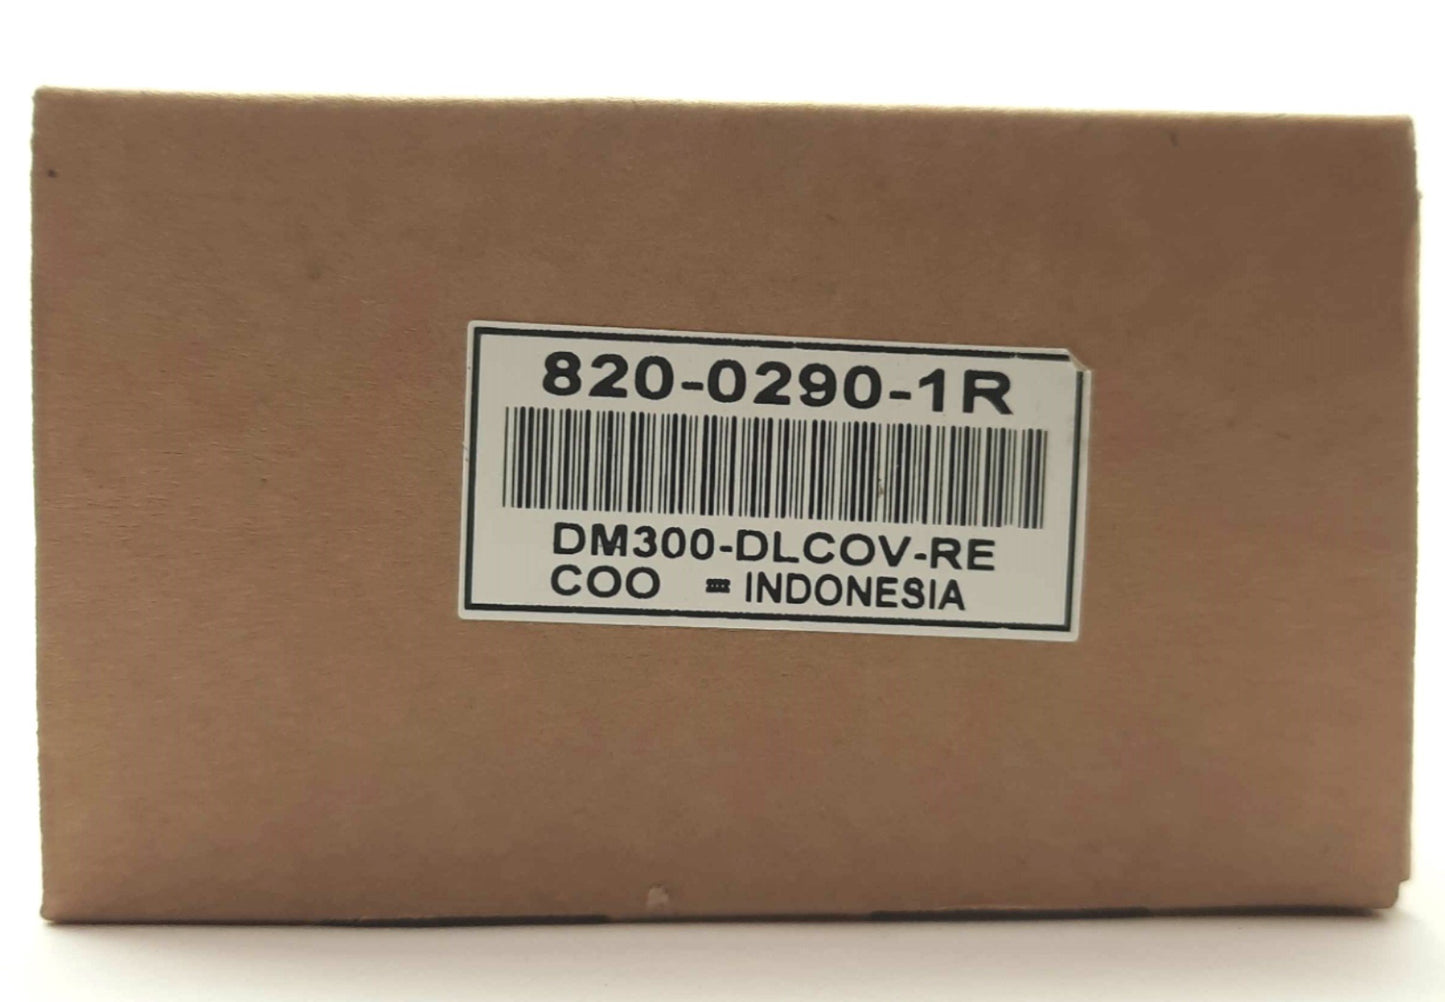 820-0290-1R
DM300-DLCOV-RE
COO = INDONESIA